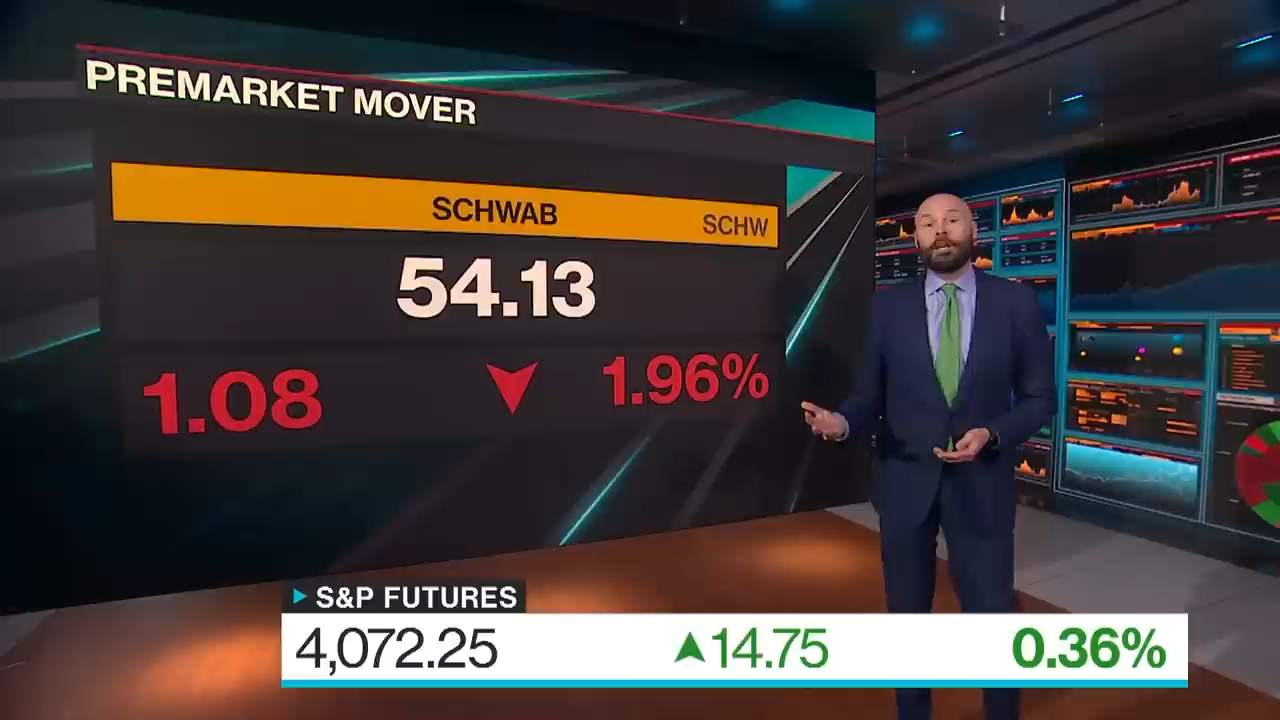 PREMARKET MOVER
SCHWAB SCHW
54.13
1.08 1.96%
S&P FUTURES
4,072.25 14.75 0.36%